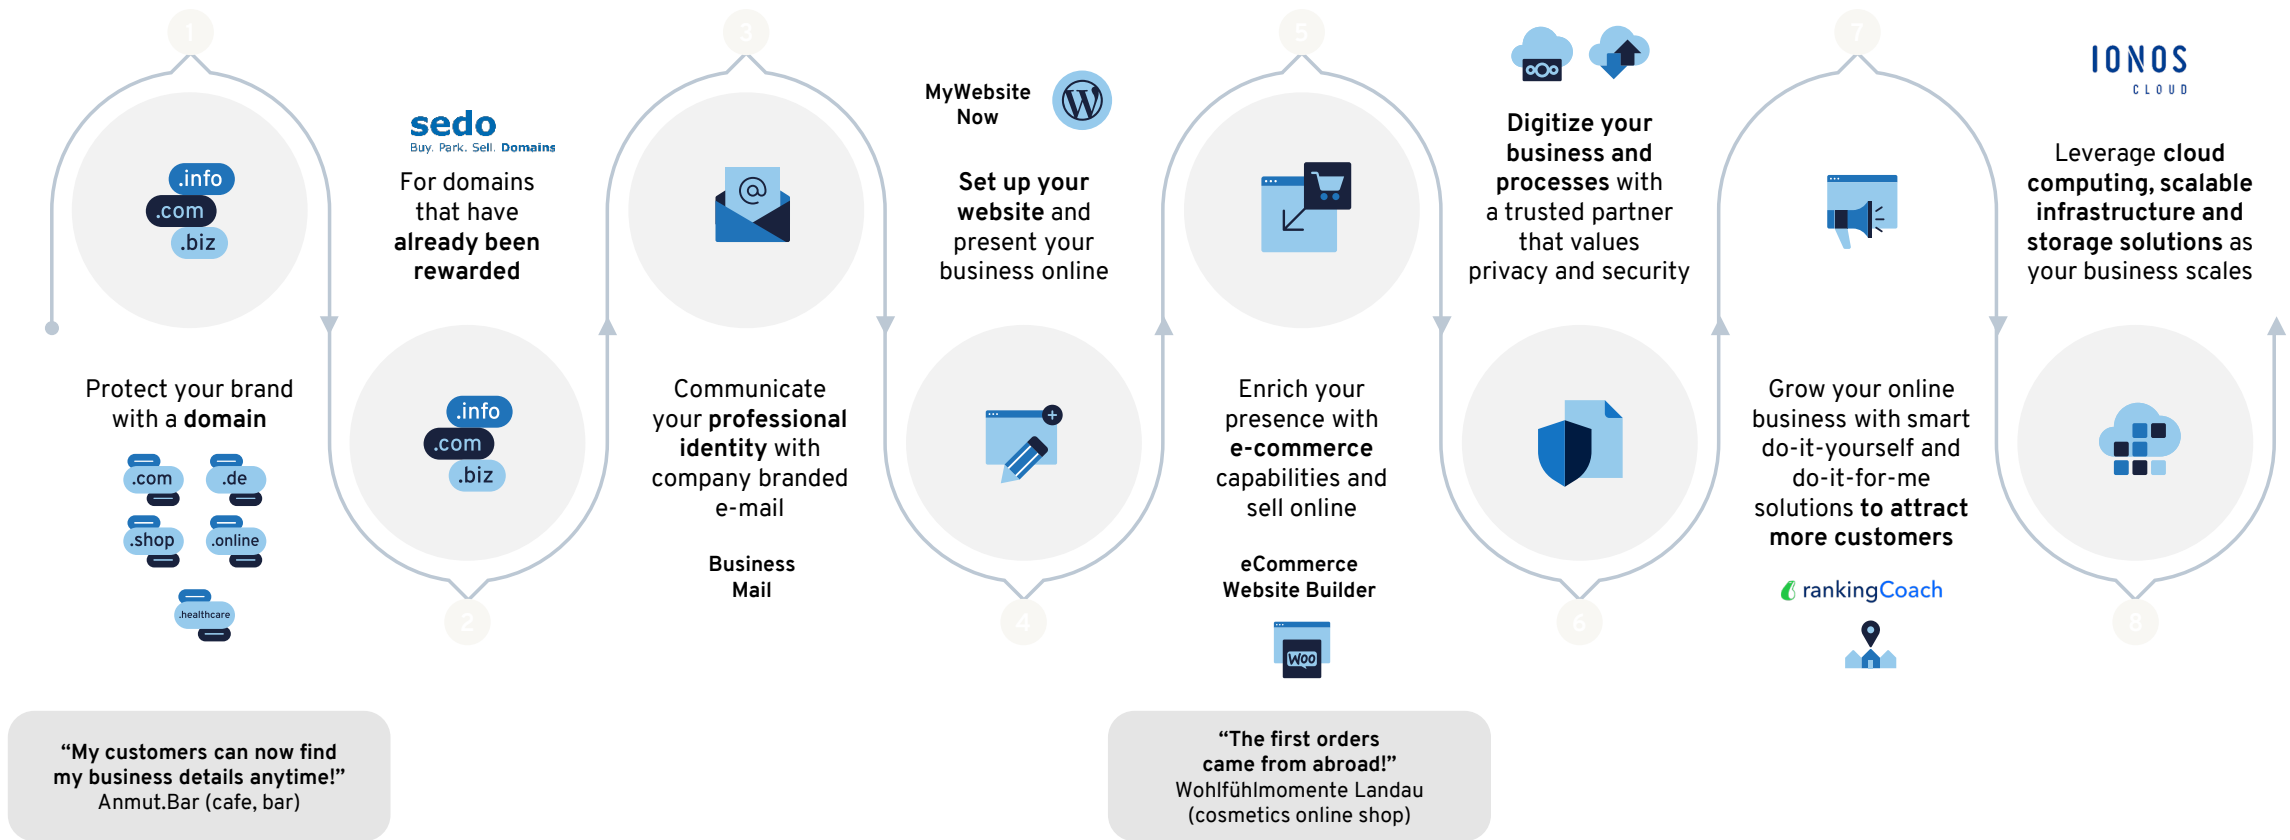 1
.info
.com
.biz
Protect your brand
with a domain
.com
.de
.shop
.online
.healthcare
"My customers can now find
my business details anytime!"
Anmut.Bar (cafe, bar)
sedo
Buy. Park. Sell. Domains
For domains
that have
already been
rewarded
.info
.com
.biz
2
3
@
Communicate
your professional
identity with
company branded
e-mail
Business
Mail
MyWebsite
Now
W
Set up your
website and
present your
business online
4
5
Enrich your
presence with
e-commerce
capabilities and
sell online
eCommerce
Website Builder
Woo
"The first orders
came from abroad!"
Wohlfühlmomente Landau
(cosmetics online shop)
Digitize your
business and
processes with
a trusted partner
that values
privacy and security
6
7
Grow your online
business with smart
do-it-yourself and
do-it-for-me
solutions to attract
more customers
rankingCoach
IONOS
CLOUD
Leverage cloud
computing, scalable
infrastructure and
storage solutions as
your business scales
8